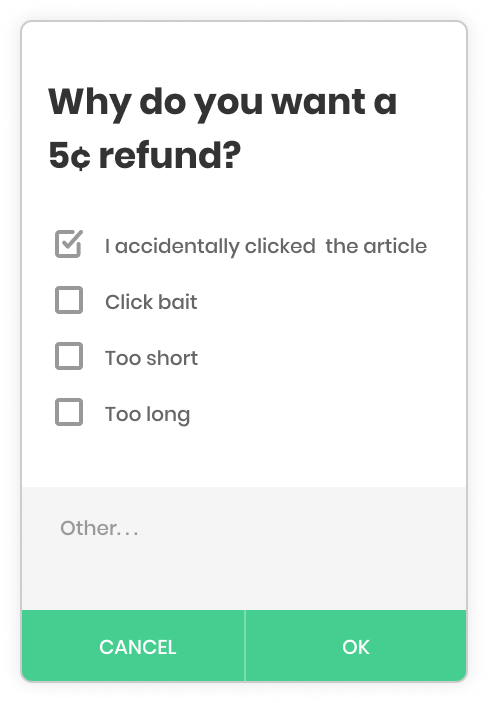 Why do you want a
5¢ refund?
I accidentally clicked  the article
Click bait
Too short
Too long
Other...
CANCEL
OK